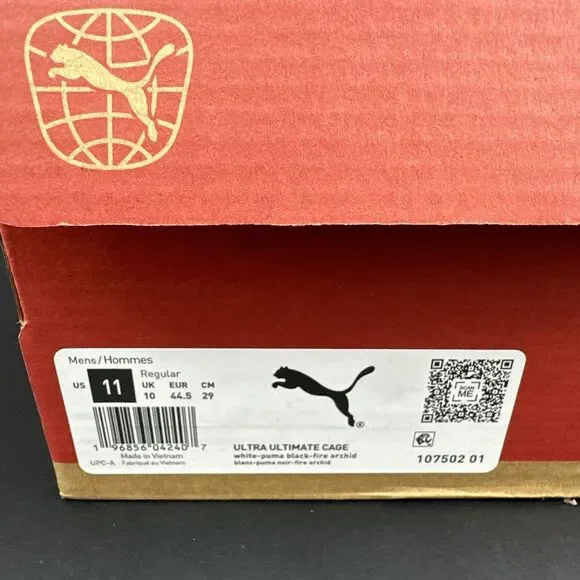 Mens/Hommes
Regular
US 11 UK EUR CM
10 44.5 29
1 96856 04240 7
Made in Vietnam
UPC-A Fabriqué au Vietnam
®
ULTRA ULTIMATE CAGE
white-puma black-fire orchid
blanc-puma noir-fire orchid
SCAN
ME
107502 01